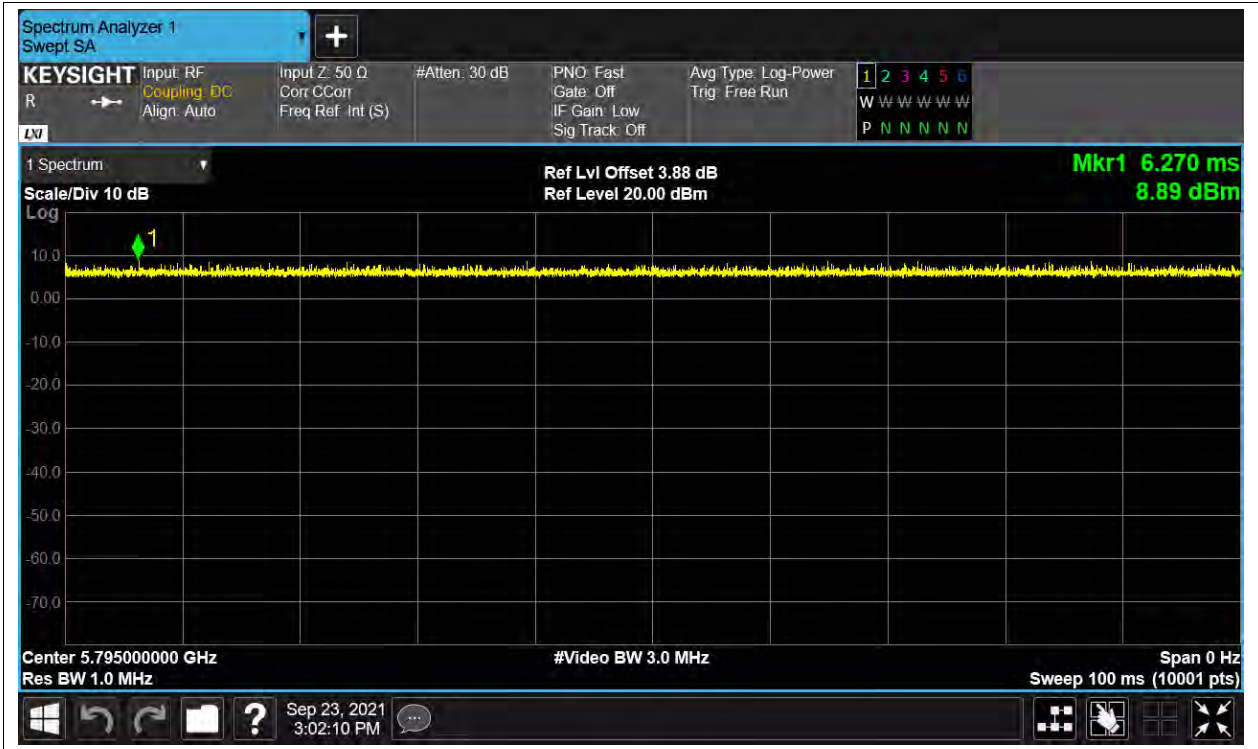 Spectrum Analyzer 1
Swept SA
+
KEYSIGHT
R
LXI
Input: RF
Coupling: DC
Align: Auto
Input Z: 50 Ω
Corr CCorr
Freq Ref: Int (S)
#Atten: 30 dB
PNO: Fast
Gate: Off
IF Gain: Low
Sig Track: Off
Avg Type: Log-Power
Trig: Free Run
1 2 3 4 5 6
W W W W W W
P N N N N N
1 Spectrum
Scale/Div 10 dB
Ref Lvl Offset 3.88 dB
Ref Level 20.00 dBm
Mkr1 6.270 ms
8.89 dBm
Log
1
10.0
0.00
-10.0
-20.0
-30.0
-40.0
-50.0
-60.0
-70.0
Center 5.795000000 GHz
Res BW 1.0 MHz
#Video BW 3.0 MHz
Span 0 Hz
Sweep 100 ms (10001 pts)
?
Sep 23, 2021
3:02:10 PM